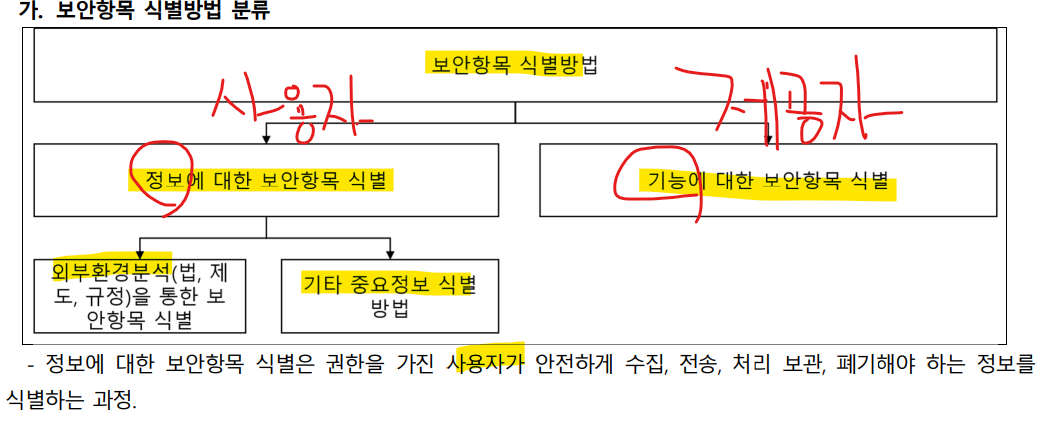 가. 보안항목 식별방법 분류
보안항목 식별방법
사용자
제공자
정보에 대한 보안항목 식별
기능에 대한 보안항목 식별
외부환경분석(법, 제
도, 규정)을 통한 보
안항목 식별
기타 중요정보 식별
방법
- 정보에 대한 보안항목 식별은 권한을 가진 사용자가 안전하게 수집, 전송, 처리 보관, 폐기해야 하는 정보를
식별하는 과정.